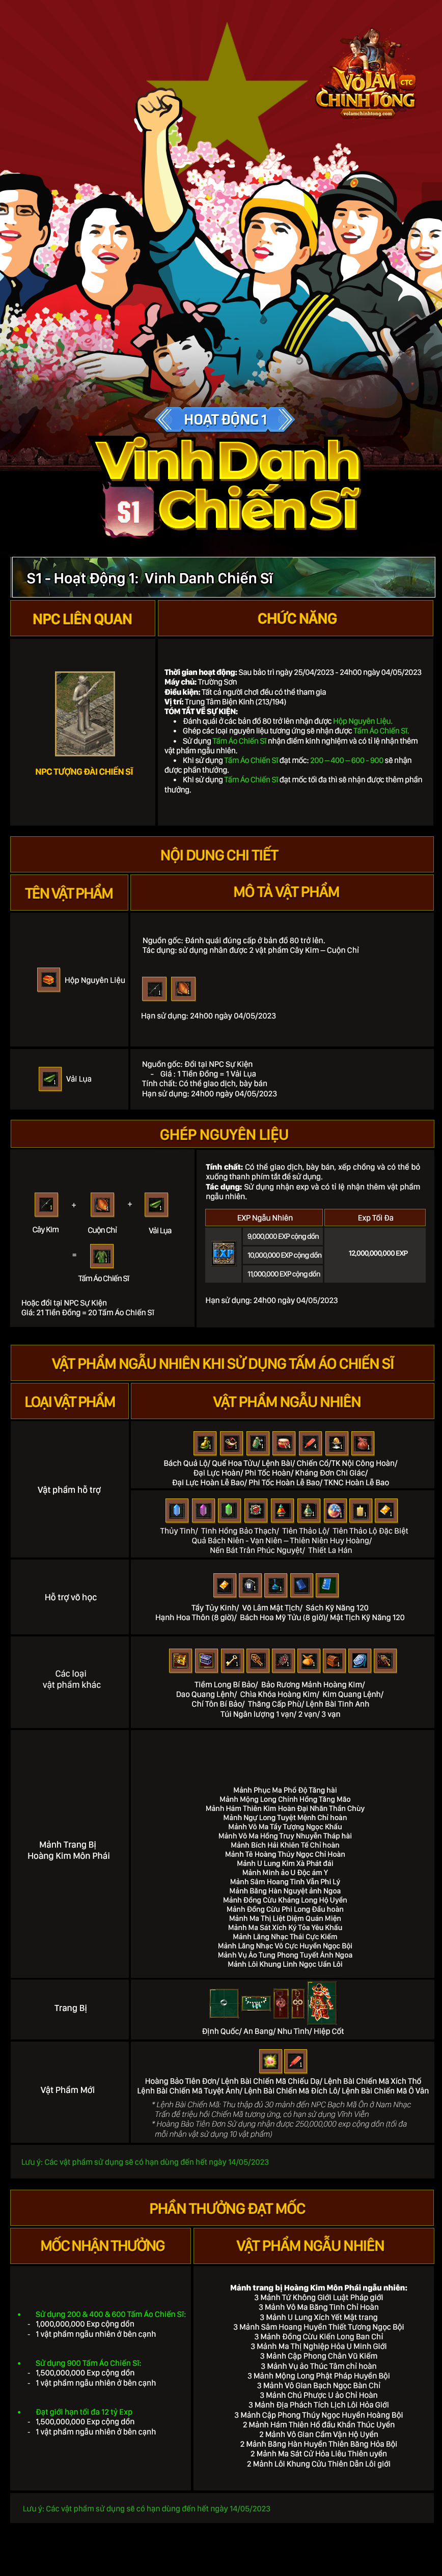 VÕ LÂM
CTC
CHÍNH TÔNG
volamchinhtong.com
HOẠT ĐỘNG 1
Vinh Danh
S1
Chiến Sĩ
S1 - Hoạt Động 1: Vinh Danh Chiến Sĩ
NPC LIÊN QUAN
CHỨC NĂNG
NPC TƯỢNG ĐÀI CHIẾN SĨ
Thời gian hoạt động: Sau bảo trì ngày 25/04/2023 - 24h00 ngày 04/05/2023
Máy chủ: Trường Sơn
Điều kiện: Tất cả người chơi đều có thể tham gia
Vị trí: Trung Tâm Biện Kinh (213/194)
TÓM TẮT VỀ SỰ KIỆN:
• Đánh quái ở các bản đồ 80 trở lên nhận được Hộp Nguyên Liệu.
• Ghép các loại nguyên liệu tương ứng sẽ nhận được Tấm Áo Chiến Sĩ.
• Sử dụng Tấm Áo Chiến Sĩ nhận điểm kinh nghiệm và có tỉ lệ nhận thêm
vật phẩm ngẫu nhiên.
• Khi sử dụng Tấm Áo Chiến Sĩ đạt mốc: 200 – 400 – 600 - 900 sẽ nhận
được phần thưởng.
• Khi sử dụng Tấm Áo Chiến Sĩ đạt mốc tối đa thì sẽ nhận được thêm phần
thưởng.
NỘI DUNG CHI TIẾT
TÊN VẬT PHẨM
MÔ TẢ VẬT PHẨM
Hộp Nguyên Liệu
Nguồn gốc: Đánh quái đúng cấp ở bản đồ 80 trở lên.
Tác dụng: sử dụng nhân được 2 vật phẩm Cây Kim – Cuộn Chỉ
Hạn sử dụng: 24h00 ngày 04/05/2023
Vải Lụa
Nguồn gốc: Đổi tại NPC Sự Kiện
- Giá : 1 Tiền Đồng = 1 Vải Lụa
Tính chất: Có thể giao dịch, bày bán
Hạn sử dụng: 24h00 ngày 04/05/2023
GHÉP NGUYÊN LIỆU
+
+
Cây Kim
Cuộn Chỉ
Vải Lụa
=
Tấm Áo Chiến Sĩ
Hoặc đổi tại NPC Sự Kiện
Giá: 21 Tiền Đồng = 20 Tấm Áo Chiến Sĩ
Tính chất: Có thể giao dịch, bày bán, xếp chồng và có thể bỏ
xuống thanh phím tắt để sử dụng.
Tác dụng: Sử dụng nhận exp và có tỉ lệ nhận thêm vật phẩm
ngẫu nhiên.
EXP Ngẫu Nhiên
Exp Tối Đa
EXP
9,000,000 EXP cộng dồn
10,000,000 EXP cộng dồn
11,000,000 EXP cộng dồn
12,000,000,000 EXP
Hạn sử dụng: 24h00 ngày 04/05/2023
VẬT PHẨM NGẪU NHIÊN KHI SỬ DỤNG TẤM ÁO CHIẾN SĨ
LOẠI VẬT PHẨM
VẬT PHẨM NGẪU NHIÊN
Vật phẩm hỗ trợ
Bách Quả Lộ/ Quế Hoa Tửu/ Lệnh Bài/ Chiến Cổ/TK Nội Công Hoàn/
Đại Lực Hoàn/ Phi Tốc Hoàn/ Kháng Đơn Chi Giác/
Đại Lực Hoàn Lễ Bao/ Phi Tốc Hoàn Lễ Bao/ TKNC Hoàn Lễ Bao
Thủy Tinh/ Tinh Hồng Bảo Thạch/ Tiên Thảo Lộ/ Tiên Thảo Lộ Đặc Biệt
Quả Bách Niên - Vạn Niên – Thiên Niên Huy Hoàng/
Nến Bát Trân Phúc Nguyệt/ Thiết La Hán
Hỗ trợ võ học
Tẩy Tủy Kinh/ Võ Lâm Mật Tịch/ Sách Kỹ Năng 120
Hạnh Hoa Thôn (8 giờ)/ Bách Hoa Mỹ Tửu (8 giờ)/ Mật Tịch Kỹ Năng 120
Các loại
vật phẩm khác
Tiềm Long Bí Bảo/ Bảo Rương Mảnh Hoàng Kim/
Dao Quang Lệnh/ Chìa Khóa Hoàng Kim/ Kim Quang Lệnh/
Chí Tôn Bí Bảo/ Thăng Cấp Phù/ Lệnh Bài Tinh Anh
Túi Ngân lượng 1 vạn/ 2 vạn/ 3 vạn
Mảnh Trang Bị
Hoàng Kim Môn Phái
Mảnh Phục Ma Phổ Độ Tăng hài
Mảnh Mộng Long Chính Hồng Tăng Mão
Mảnh Hám Thiên Kim Hoàn Đại Nhãn Thần Chùy
Mảnh Ngự Long Tuyệt Mệnh Chỉ hoàn
Mảnh Vô Ma Tẩy Tượng Ngọc Khấu
Mảnh Vô Ma Hồng Truy Nhuyễn Tháp hài
Mảnh Bích Hải Khiên Tê Chỉ hoàn
Mảnh Tê Hoàng Thúy Ngọc Chỉ Hoàn
Mảnh U Lung Kim Xà Phát đái
Mảnh Minh ảo U Độc ám Y
Mảnh Sâm Hoang Tinh Vẫn Phi Lý
Mảnh Băng Hàn Nguyệt ảnh Ngoa
Mảnh Đồng Cừu Kháng Long Hộ Uyển
Mảnh Đồng Cừu Phi Long Đầu hoàn
Mảnh Ma Thị Liệt Diệm Quán Miện
Mảnh Ma Sát Xích Ký Tỏa Yêu Khấu
Mảnh Lăng Nhạc Thái Cực Kiếm
Mảnh Lăng Nhạc Vô Cực Huyền Ngọc Bội
Mảnh Vụ Ảo Tung Phong Tuyết Ảnh Ngoa
Mảnh Lôi Khung Linh Ngọc Uẩn Lôi
Trang Bị
Định Quốc/ An Bang/ Nhu Tình/ Hiệp Cốt
Vật Phẩm Mới
Hoàng Bảo Tiên Đơn/ Lệnh Bài Chiến Mã Chiếu Dạ/ Lệnh Bài Chiến Mã Xích Thố
Lệnh Bài Chiến Mã Tuyệt Ảnh/ Lệnh Bài Chiến Mã Đích Lô/ Lệnh Bài Chiến Mã Ô Vân
* Lệnh Bài Chiến Mã: Thu thập đủ 30 mảnh đến NPC Bạch Mã Ôn ở Nam Nhạc
Trấn để triệu hồi Chiến Mã tương ứng, có hạn sử dụng Vĩnh Viễn
* Hoàng Bảo Tiên Đơn Sử dụng nhận được 250,000,000 exp cộng dồn (tối đa
mỗi nhân vật sử dụng 10 vật phẩm)
Lưu ý: Các vật phẩm sử dụng sẽ có hạn dùng đến hết ngày 14/05/2023
PHẦN THƯỞNG ĐẠT MỐC
MỐC NHẬN THƯỞNG
VẬT PHẨM NGẪU NHIÊN
• Sử dụng 200 & 400 & 600 Tấm Áo Chiến Sĩ:
- 1,000,000,000 Exp cộng dồn
- 1 vật phẩm ngẫu nhiên ở bên cạnh
• Sử dụng 900 Tấm Áo Chiến Sĩ:
- 1,500,000,000 Exp cộng dồn
- 1 vật phẩm ngẫu nhiên ở bên cạnh
• Đạt giới hạn tối đa 12 tỷ Exp
- 1,500,000,000 Exp cộng dồn
- 1 vật phẩm ngẫu nhiên ở bên cạnh
Mảnh trang bị Hoàng Kim Môn Phái ngẫu nhiên:
3 Mảnh Tứ Không Giới Luật Pháp giới
3 Mảnh Vô Ma Băng Tinh Chỉ Hoàn
3 Mảnh U Lung Xích Yết Mật trang
3 Mảnh Sâm Hoang Huyền Thiết Tương Ngọc Bội
3 Mảnh Đồng Cừu Kiến Long Ban Chỉ
3 Mảnh Ma Thị Nghiệp Hỏa U Minh Giới
3 Mảnh Cập Phong Chân Vũ Kiếm
3 Mảnh Vụ ảo Thúc Tâm chỉ hoàn
3 Mảnh Mộng Long Phật Pháp Huyền Bội
3 Mảnh Vô Gian Bạch Ngọc Bàn Chỉ
3 Mảnh Chú Phược U ảo Chỉ Hoàn
3 Mảnh Địa Phách Tích Lịch Lôi Hỏa Giới
3 Mảnh Cập Phong Thúy Ngọc Huyền Hoàng Bội
2 Mảnh Hám Thiên Hổ đầu Khẩn Thúc Uyển
2 Mảnh Vô Gian Cầm Vận Hộ Uyển
2 Mảnh Băng Hàn Huyền Thiên Băng Hỏa Bội
2 Mảnh Ma Sát Cử Hỏa Liêu Thiên uyển
2 Mảnh Lôi Khung Cửu Thiên Dẫn Lôi giới
Lưu ý: Các vật phẩm sử dụng sẽ có hạn dùng đến hết ngày 14/05/2023